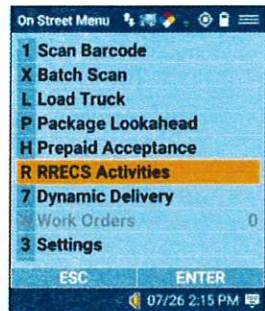 On Street Menu
1 Scan Barcode
X Batch Scan
L Load Truck
P Package Lookahead
H Prepaid Acceptance
R RRECS Activities
7 Dynamic Delivery
W Work Orders 0
3 Settings
ESC ENTER
07/26 2:15 PM